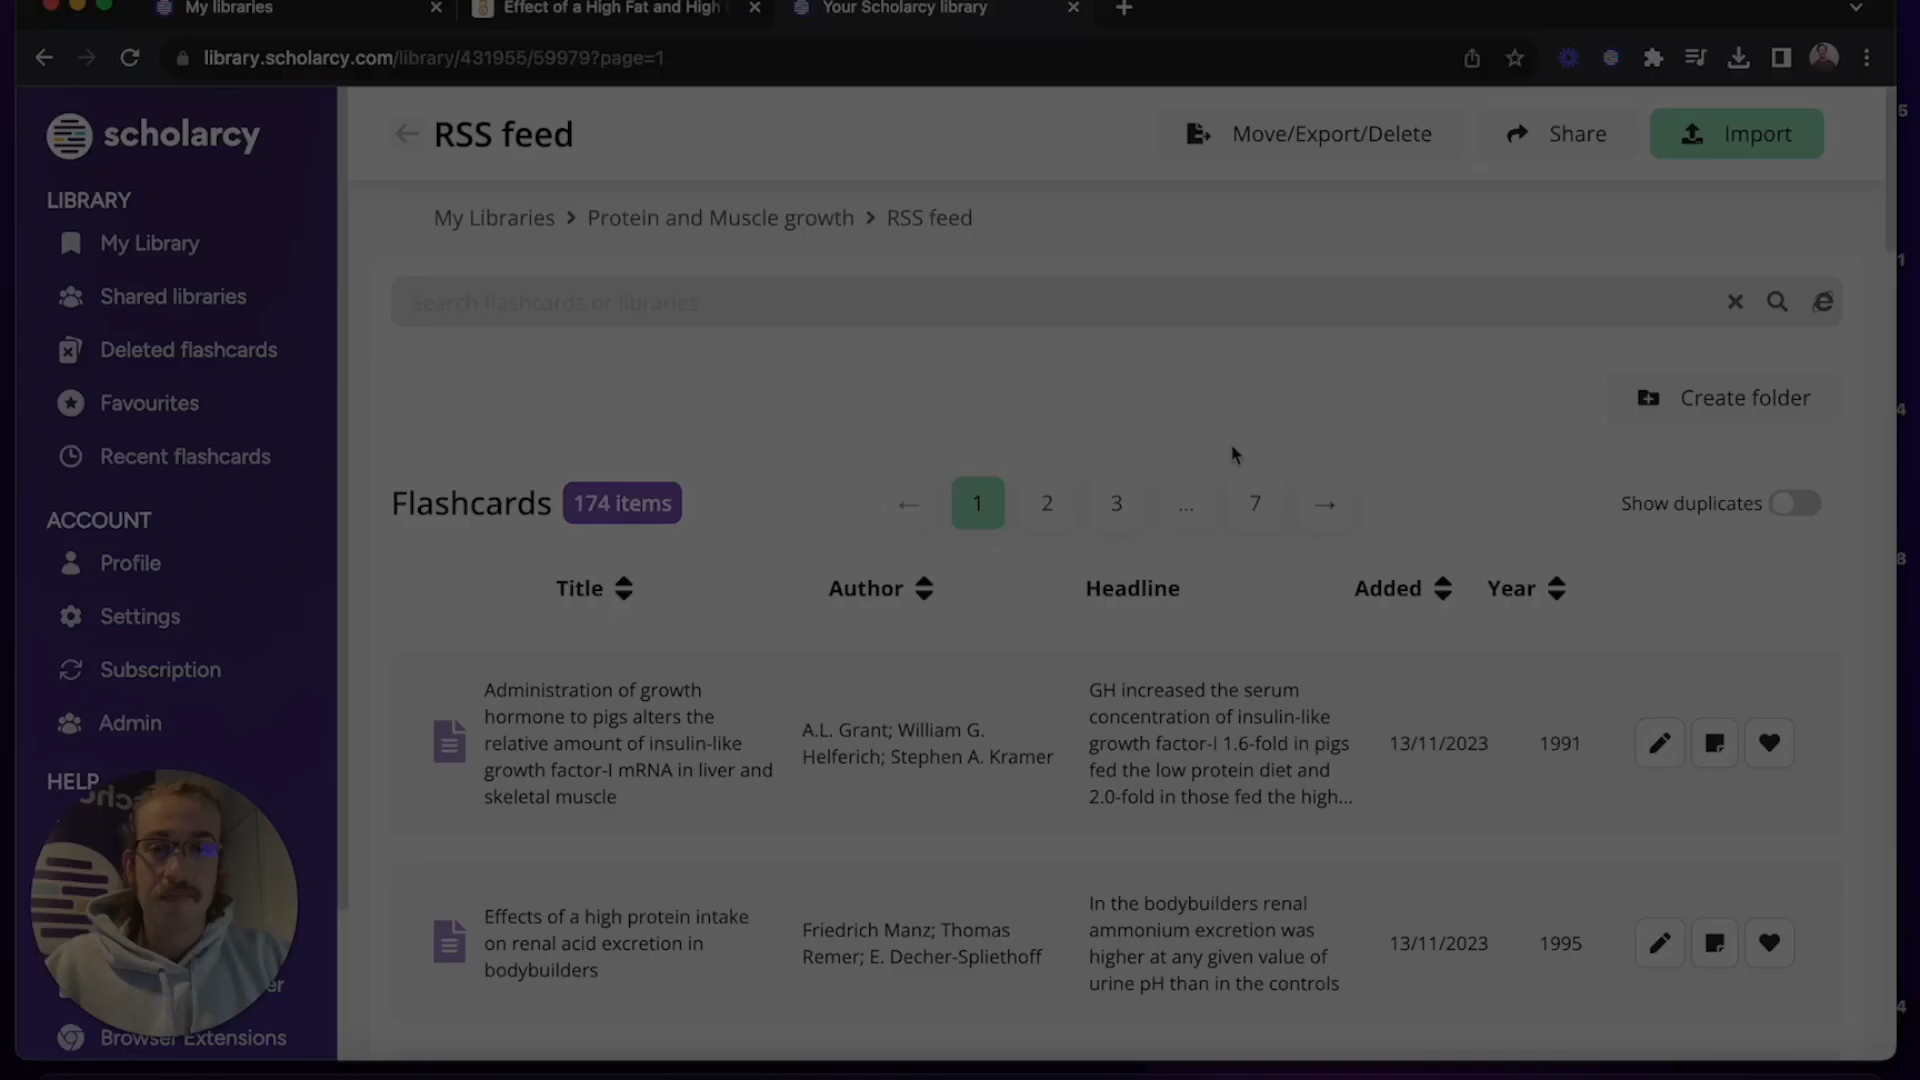 My libraries
Effect of a High Fat and High
Your Scholarcy library
library.scholarcy.com/library/431955/59979?page=1
scholarcy
RSS feed
Move/Export/Delete
Share
Import
LIBRARY
My Library
Shared libraries
Deleted flashcards
Favourites
Recent flashcards
ACCOUNT
Profile
Settings
Subscription
Admin
HELP
Browser Extensions
My Libraries > Protein and Muscle growth > RSS feed
Search flashcards or libraries
Create folder
Flashcards 174 items
← 1 2 3 ... 7 →
Show duplicates
Title Author Headline Added Year
Administration of growth
hormone to pigs alters the
relative amount of insulin-like
growth factor-I mRNA in liver and
skeletal muscle
A.L. Grant; William G.
Helferich; Stephen A. Kramer
GH increased the serum
concentration of insulin-like
growth factor-I 1.6-fold in pigs
fed the low protein diet and
2.0-fold in those fed the high...
13/11/2023
1991
Effects of a high protein intake
on renal acid excretion in
bodybuilders
Friedrich Manz; Thomas
Remer; E. Decher-Spliethoff
In the bodybuilders renal
ammonium excretion was
higher at any given value of
urine pH than in the controls
13/11/2023
1995